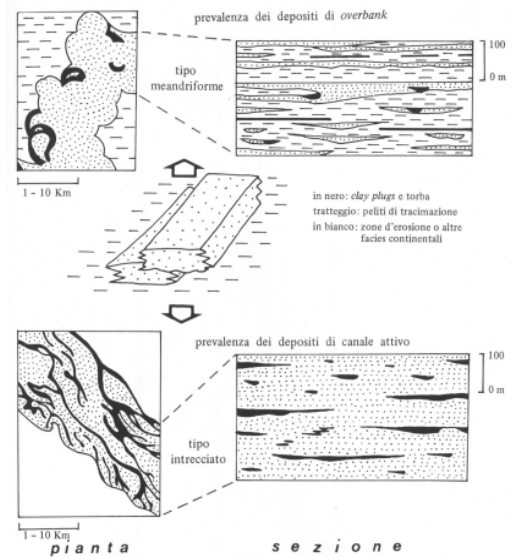 prevalenza dei depositi di overbank
100
0 m
tipo
meandriforme
1 - 10 Km
in nero: clay plugs e torba
tratteggio: peliti di tracimazione
in bianco: zone d'erosione o altre
facies continentali
prevalenza dei depositi di canale attivo
100
0 m
tipo
intrecciato
1 - 10 Km
pianta
sezione